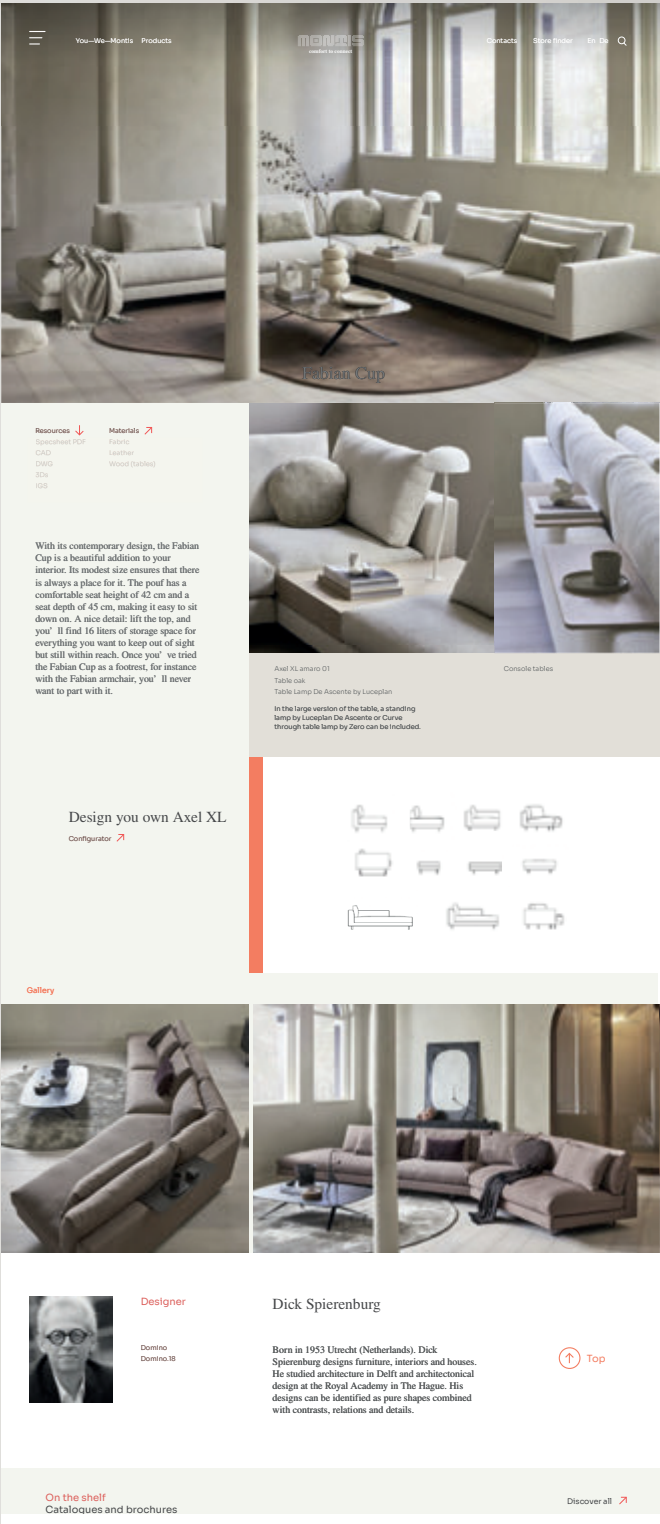 You—We—Montis Products
MONTIS
comfort to connect
Contacts Store finder En De
Fabian Cup
Resources
Specsheet PDF
CAD
DWG
3Ds
IGS
Materials
Fabric
Leather
Wood (tables)
With its contemporary design, the Fabian
Cup is a beautiful addition to your
interior. Its modest size ensures that there
is always a place for it. The pouf has a
comfortable seat height of 42 cm and a
seat depth of 45 cm, making it easy to sit
down on. A nice detail: lift the top, and
you’ ll find 16 liters of storage space for
everything you want to keep out of sight
but still within reach. Once you’ ve tried
the Fabian Cup as a footrest, for instance
with the Fabian armchair, you’ ll never
want to part with it.
Axel XL amaro 01
Table oak
Table Lamp De Ascente by Luceplan
In the large version of the table, a standing
lamp by Luceplan De Ascente or Curve
through table lamp by Zero can be included.
Console tables
Design you own Axel XL
Configurator
Gallery
Designer
Domino
Domino.18
Dick Spierenburg
Born in 1953 Utrecht (Netherlands). Dick
Spierenburg designs furniture, interiors and houses.
He studied architecture in Delft and architectonical
design at the Royal Academy in The Hague. His
designs can be identified as pure shapes combined
with contrasts, relations and details.
Top
On the shelf
Catalogues and brochures
Discover all